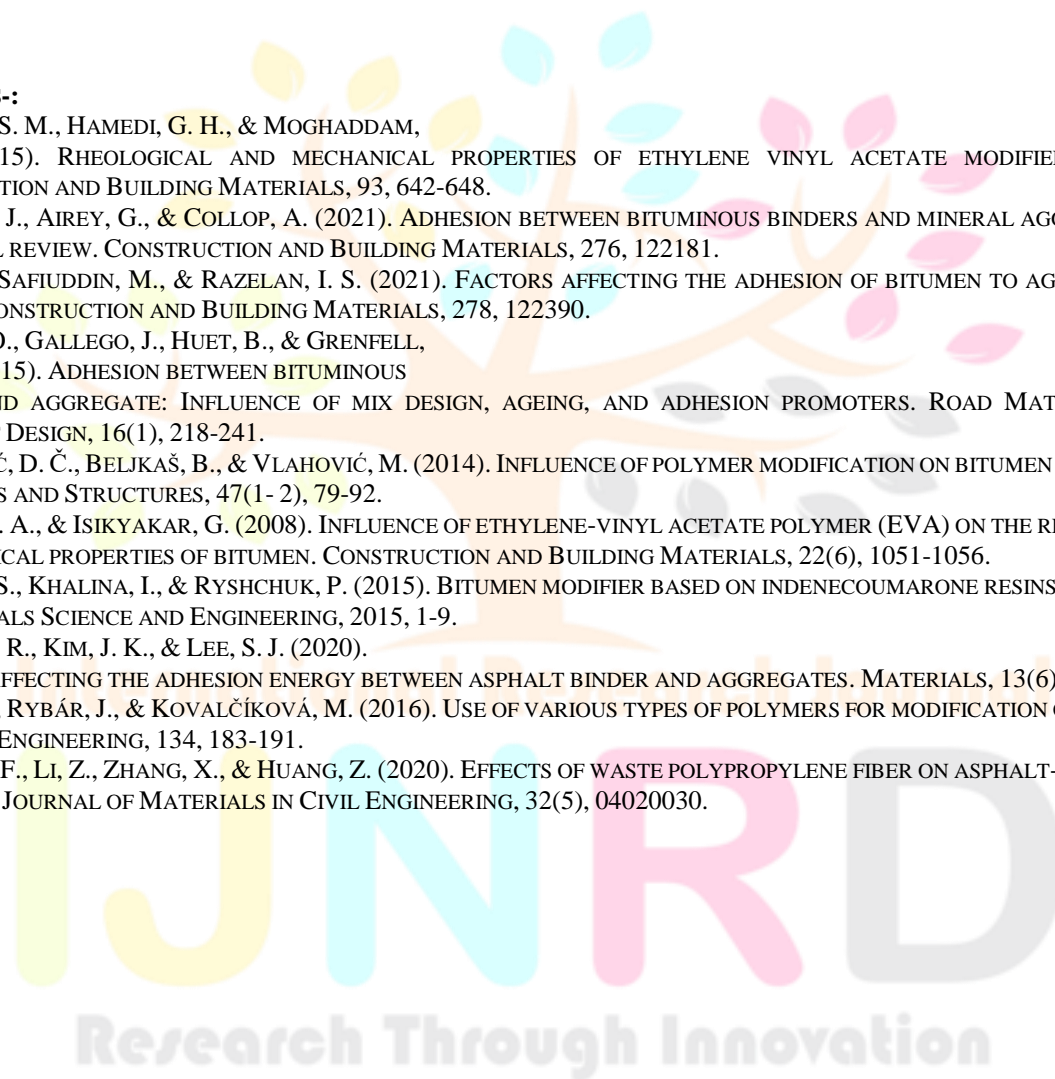 -:
S. M., HAMEDI, G. H., & MOGHADDAM,
15). RHEOLOGICAL AND MECHANICAL PROPERTIES OF ETHYLENE VINYL ACETATE MODIFIE
TION AND BUILDING MATERIALS, 93, 642-648.
J., AIREY, G., & COLLOP, A. (2021). ADHESION BETWEEN BITUMINOUS BINDERS AND MINERAL AG
REVIEW. CONSTRUCTION AND BUILDING MATERIALS, 276, 122181.
SAFIUDDIN, M., & RAZELAN, I. S. (2021). FACTORS AFFECTING THE ADHESION OF BITUMEN TO AG
ONSTRUCTION AND BUILDING MATERIALS, 278, 122390.
., GALLEGO, J., HUET, B., & GRENFELL,
15). ADHESION BETWEEN BITUMINOUS
ND AGGREGATE: INFLUENCE OF MIX DESIGN, AGEING, AND ADHESION PROMOTERS. ROAD MAT
DESIGN, 16(1), 218-241.
Ć, D. Č., BELJKAŠ, B., & VLAHOVIĆ, M. (2014). INFLUENCE OF POLYMER MODIFICATION ON BITUMEN
S AND STRUCTURES, 47(1- 2), 79-92.
. A., & ISIKYAKAR, G. (2008). INFLUENCE OF ETHYLENE-VINYL ACETATE POLYMER (EVA) ON THE R
ICAL PROPERTIES OF BITUMEN. CONSTRUCTION AND BUILDING MATERIALS, 22(6), 1051-1056.
S., KHALINA, I., & RYSHCHUK, P. (2015). BITUMEN MODIFIER BASED ON INDENECOUMARONE RESINS
ALS SCIENCE AND ENGINEERING, 2015, 1-9.
R., KIM, J. K., & LEE, S. J. (2020).
FFECTING THE ADHESION ENERGY BETWEEN ASPHALT BINDER AND AGGREGATES. MATERIALS, 13(6)
, RYBÁR, J., & KOVALČÍKOVÁ, M. (2016). USE OF VARIOUS TYPES OF POLYMERS FOR MODIFICATION
ENGINEERING, 134, 183-191.
F., LI, Z., ZHANG, X., & HUANG, Z. (2020). EFFECTS OF WASTE POLYPROPYLENE FIBER ON ASPHALT-
JOURNAL OF MATERIALS IN CIVIL ENGINEERING, 32(5), 04020030.
International Research Journal
IJNRD
Research Through Innovation